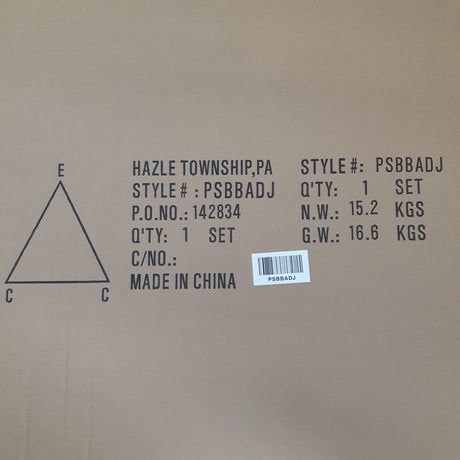 E
C C
HAZLE TOWNSHIP,PA
STYLE # : PSBBADJ
P.O.NO.: 142834
Q'TY: 1 SET
C/NO.:
MADE IN CHINA
STYLE #: PSBBADJ
Q'TY: 1 SET
N.W.: 15.2 KGS
G.W.: 16.6 KGS
PSBBADJ